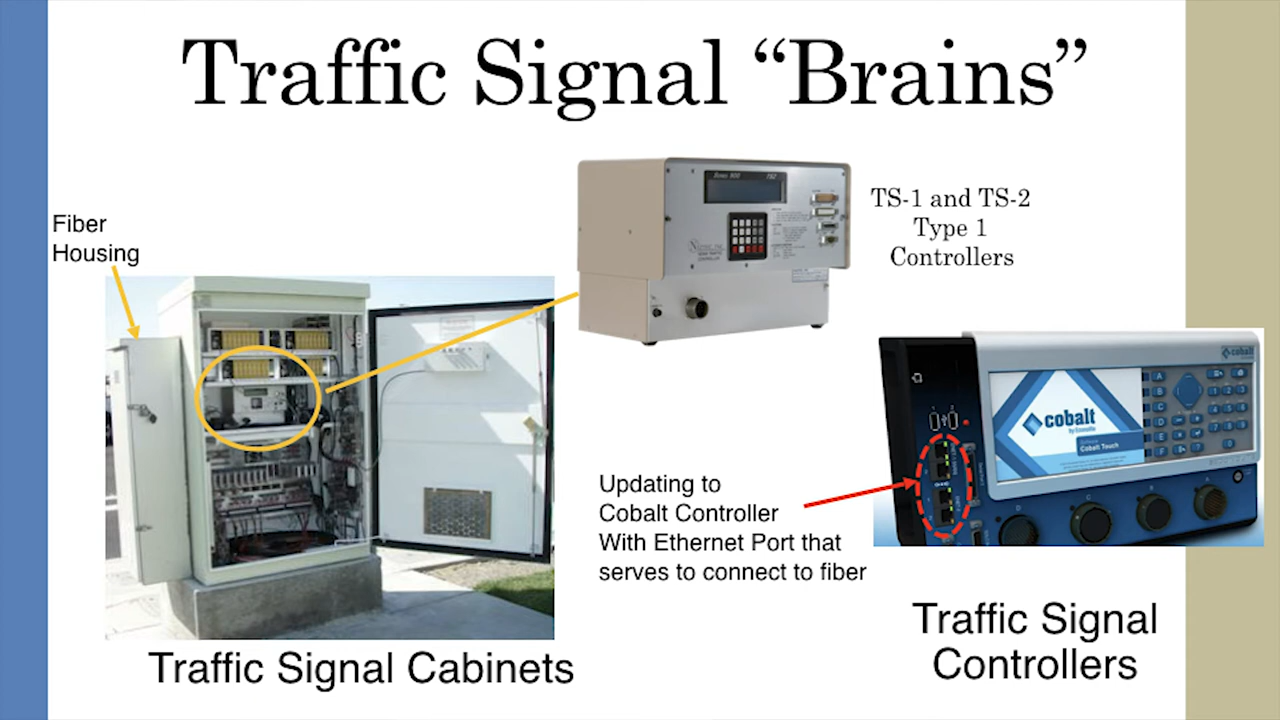 Traffic Signal “Brains”
Fiber
Housing
TS-1 and TS-2
Type 1
Controllers
cobalt
cobalt
Cobalt Touch
A
B
C
D
E
F
Updating to
Cobalt Controller
With Ethernet Port that
serves to connect to fiber
D
C
B
A
Traffic Signal Cabinets
Traffic Signal
Controllers